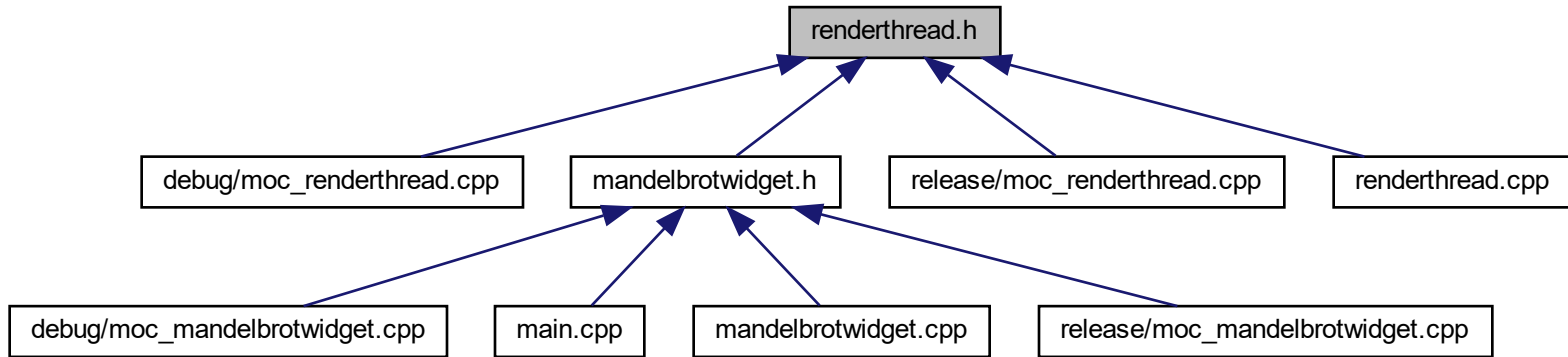 renderthread.h
debug/moc_renderthread.cpp
mandelbrotwidget.h
release/moc_renderthread.cpp
renderthread.cpp
debug/moc_mandelbrotwidget.cpp
main.cpp
mandelbrotwidget.cpp
release/moc_mandelbrotwidget.cpp